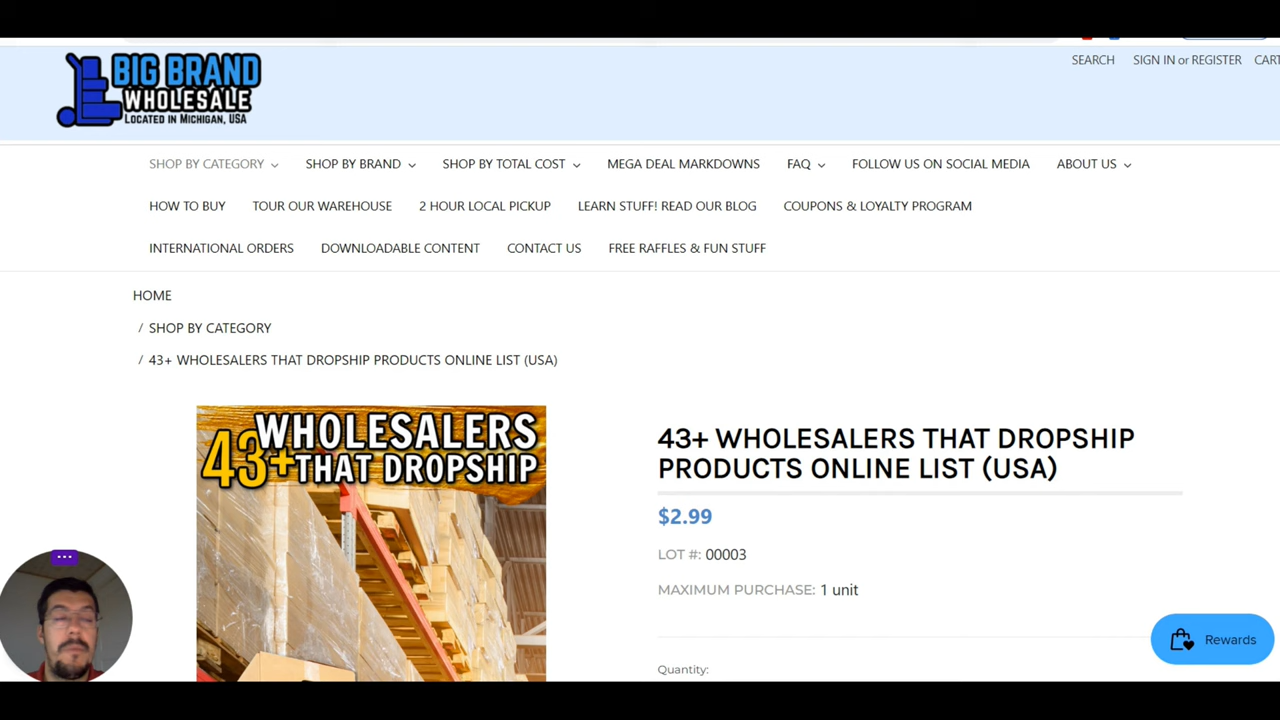 BIG BRAND
WHOLESALE
LOCATED IN MICHIGAN, USA
SEARCH SIGN IN or REGISTER CART
SHOP BY CATEGORY SHOP BY BRAND SHOP BY TOTAL COST MEGA DEAL MARKDOWNS FAQ FOLLOW US ON SOCIAL MEDIA ABOUT US
HOW TO BUY TOUR OUR WAREHOUSE 2 HOUR LOCAL PICKUP LEARN STUFF! READ OUR BLOG COUPONS & LOYALTY PROGRAM
INTERNATIONAL ORDERS DOWNLOADABLE CONTENT CONTACT US FREE RAFFLES & FUN STUFF
HOME
/ SHOP BY CATEGORY
/ 43+ WHOLESALERS THAT DROPSHIP PRODUCTS ONLINE LIST (USA)
WHOLESALERS
43+ THAT DROPSHIP
43+ WHOLESALERS THAT DROPSHIP
PRODUCTS ONLINE LIST (USA)
$2.99
LOT #: 00003
MAXIMUM PURCHASE: 1 unit
Rewards
Quantity: